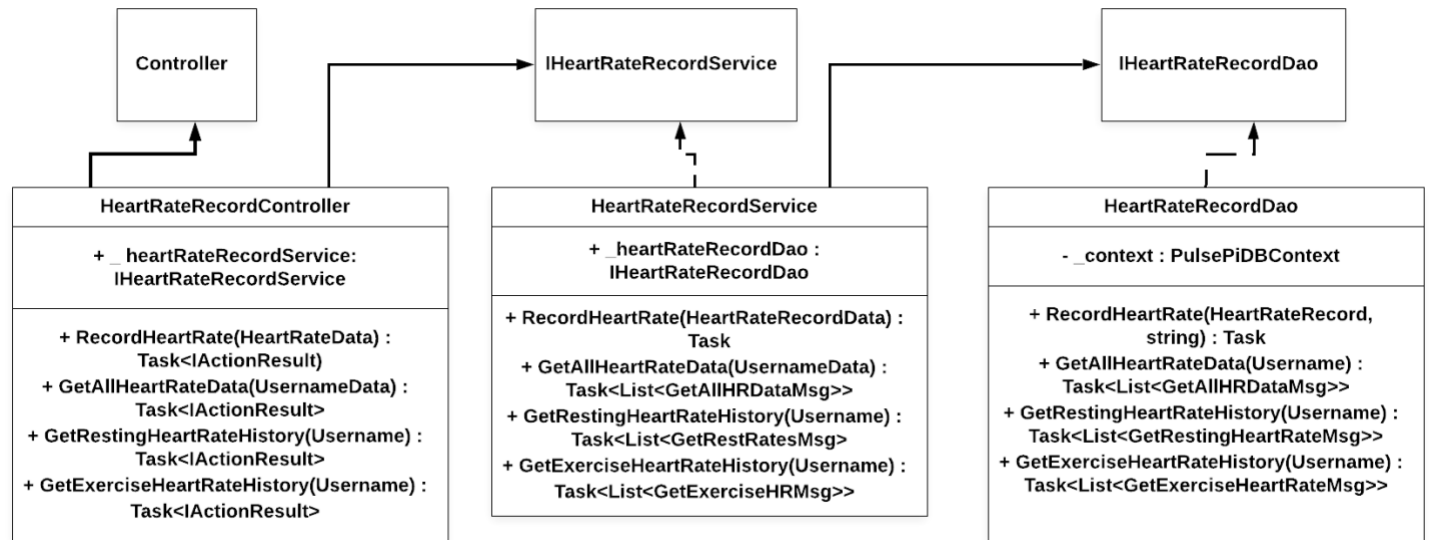 Controller
IHeartRateRecordService
IHeartRateRecordDao
HeartRateRecordController
+ _ heartRateRecordService:
IHeartRateRecordService
+ RecordHeartRate(HeartRateData) :
Task<IActionResult)
+ GetAllHeartRateData(UsernameData) :
Task<IActionResult>
+ GetRestingHeartRateHistory(Username) :
Task<IActionResult>
+ GetExerciseHeartRateHistory(Username) :
Task<IActionResult>
HeartRateRecordService
+ _heartRateRecordDao :
IHeartRateRecordDao
+ RecordHeartRate(HeartRateRecordData) :
Task
+ GetAllHeartRateData(UsernameData) :
Task<List<GetAllHRDataMsg>>
+ GetRestingHeartRateHistory(Username) :
Task<List<GetRestRatesMsg>
+ GetExerciseHeartRateHistory(Username) :
Task<List<GetExerciseHRMsg>>
HeartRateRecordDao
- _context : PulsePiDBContext
+ RecordHeartRate(HeartRateRecord,
string) : Task
+ GetAllHeartRateData(Username) :
Task<List<GetAllHRDataMsg>>
+ GetRestingHeartRateHistory(Username) :
Task<List<GetRestingHeartRateMsg>>
+ GetExerciseHeartRateHistory(Username) :
Task<List<GetExerciseHeartRateMsg>>